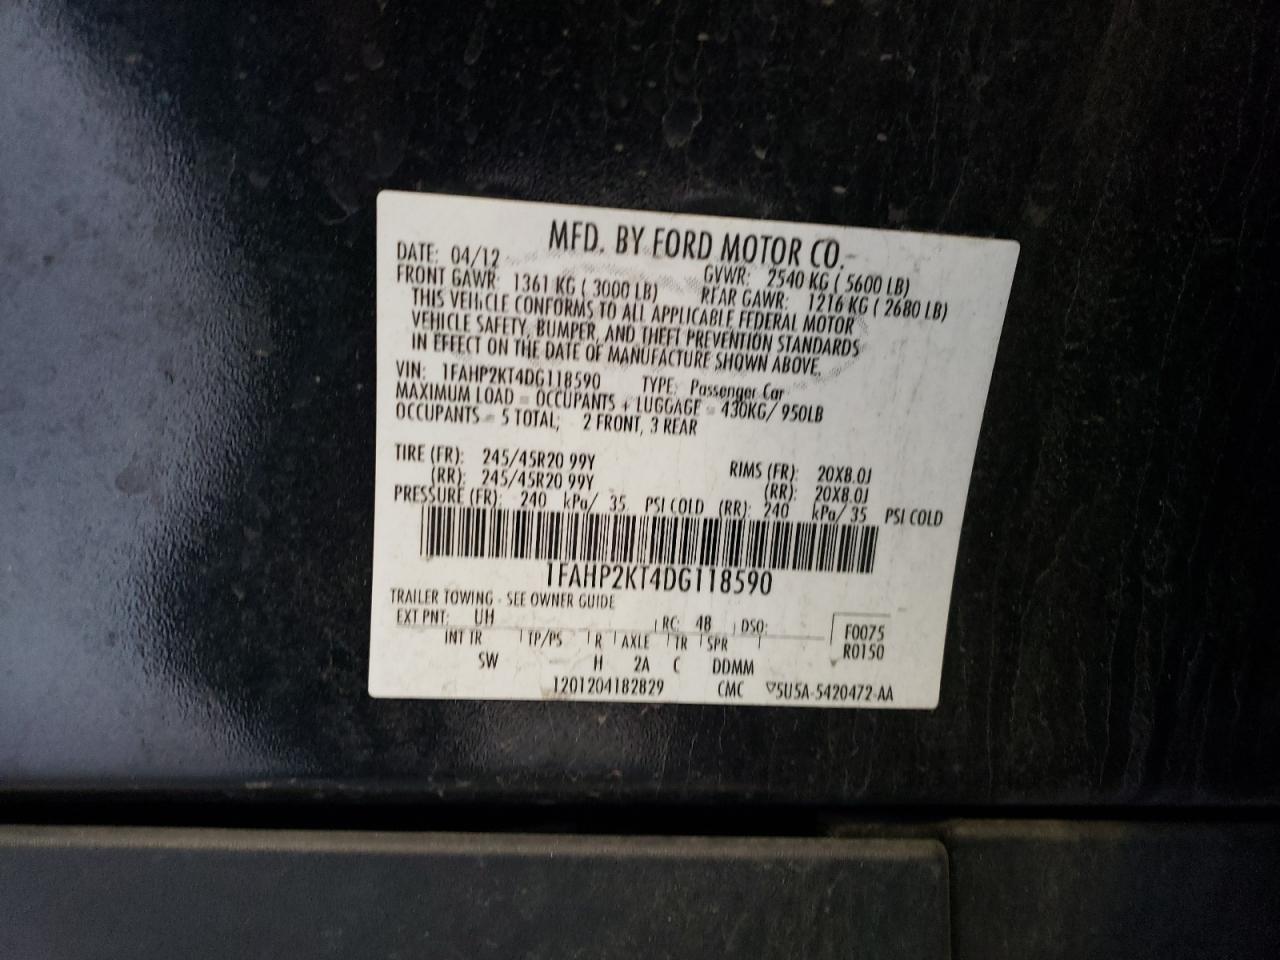 MFD. BY FORD MOTOR CO.
DATE: 04/12 GVWR: 2540 KG ( 5600 LB)
FRONT GAWR: 1361 KG ( 3000 LB) REAR GAWR: 1216 KG ( 2680 LB)
THIS VEHICLE CONFORMS TO ALL APPLICABLE FEDERAL MOTOR
VEHICLE SAFETY, BUMPER, AND THEFT PREVENTION STANDARDS
IN EFFECT ON THE DATE OF MANUFACTURE SHOWN ABOVE.
VIN: 1FAHP2KT4DG118590 TYPE: Passenger Car
MAXIMUM LOAD = OCCUPANTS + LUGGAGE = 430KG/ 950LB
OCCUPANTS = 5 TOTAL; 2 FRONT, 3 REAR
TIRE (FR): 245/45R20 99Y RIMS (FR): 20X8.0J
(RR): 245/45R20 99Y (RR): 20X8.0J
PRESSURE (FR): 240 kPa/ 35 PSI COLD (RR): 240 kPa/ 35 PSI COLD
1FAHP2KT4DG118590
TRAILER TOWING - SEE OWNER GUIDE
EXT PNT: UH RC: 48 DSO: F0075
INT TR TP/PS R AXLE TR SPR R0150
SW H 2A C DDMM
1201204182829 CMC 5U5A-5420472-AA